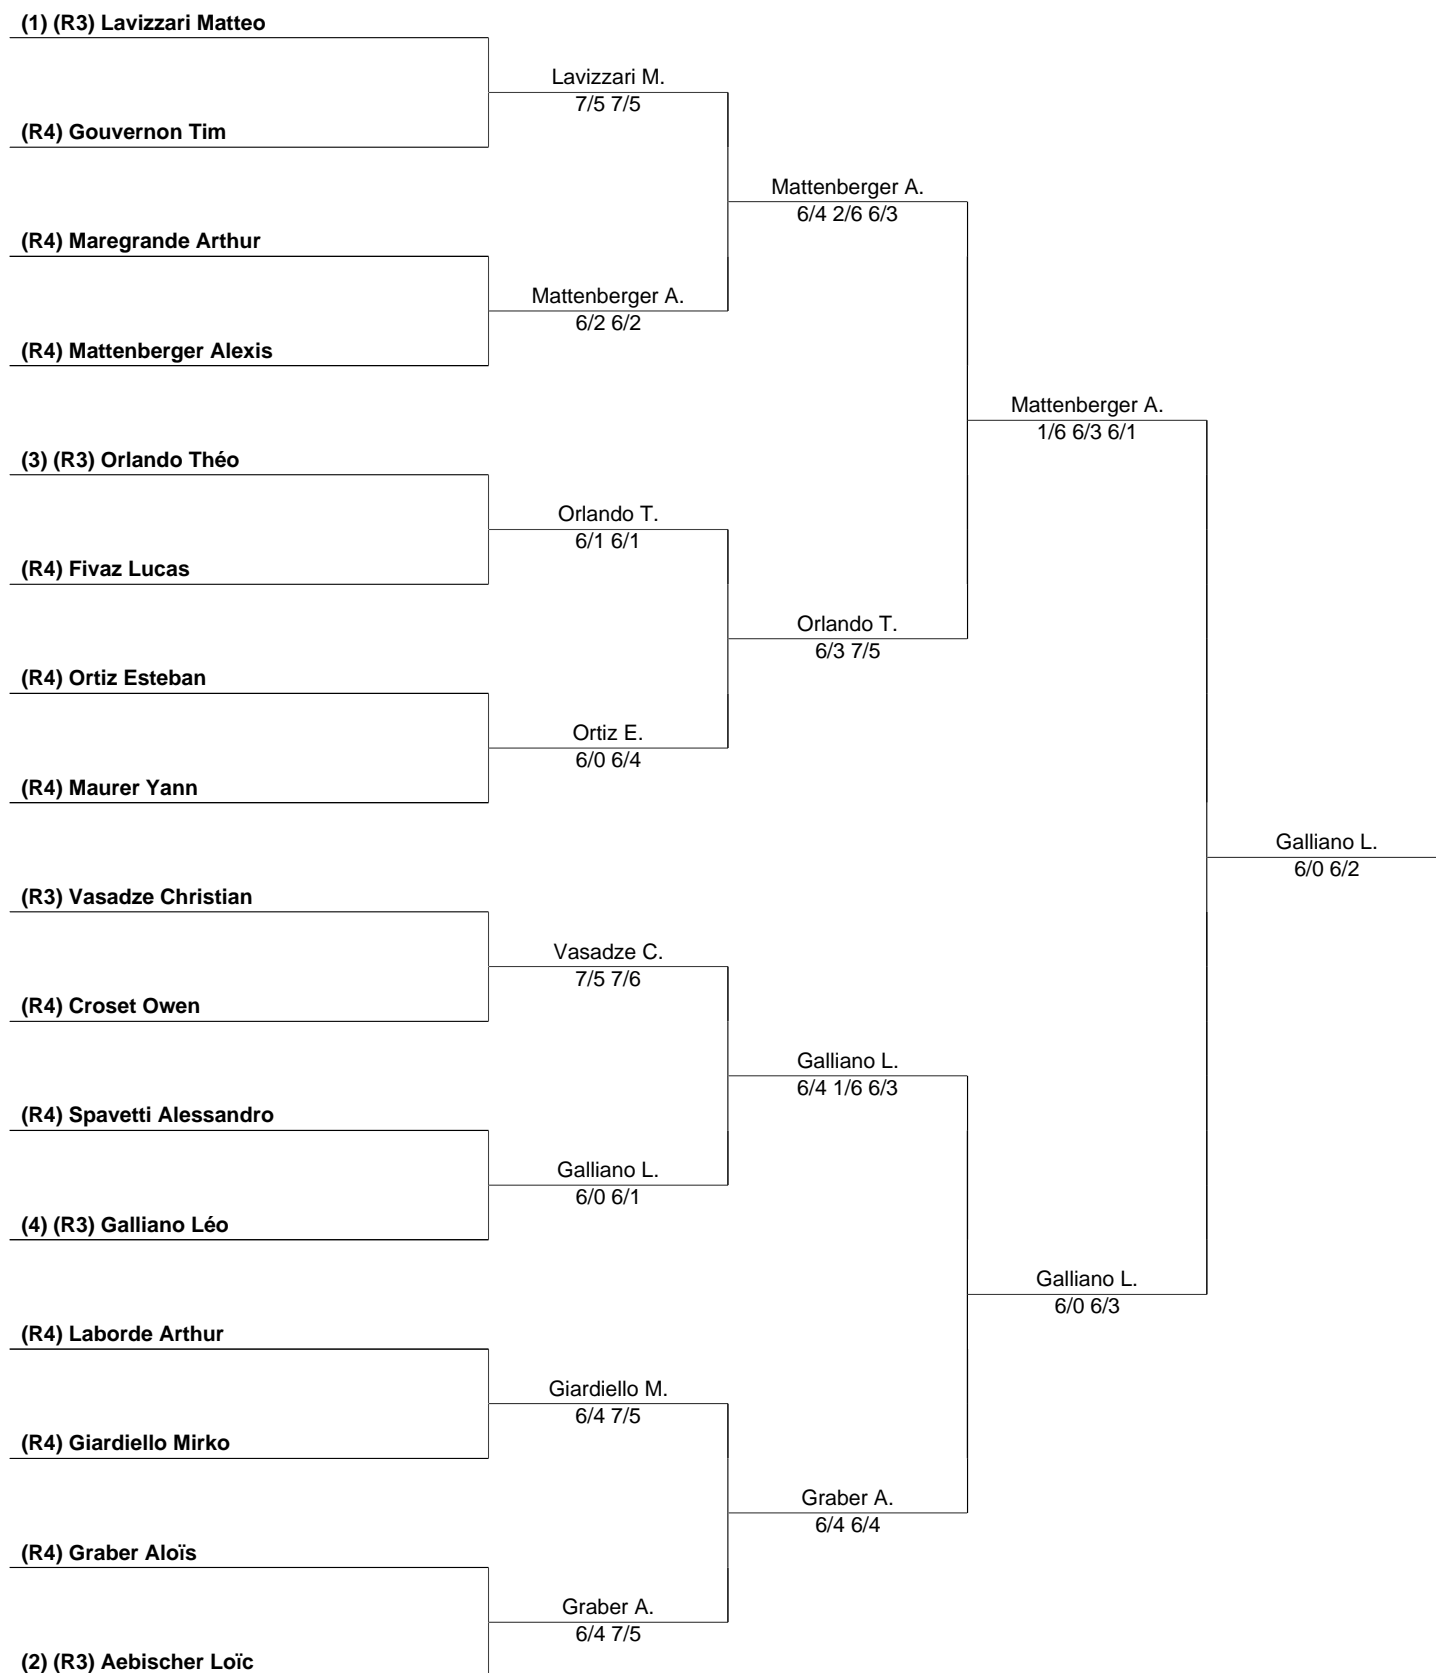 (1) (R3) Lavizzari Matteo
Lavizzari M.
7/5 7/5
(R4) Gouvernon Tim
Mattenberger A.
6/4 2/6 6/3
(R4) Maregrande Arthur
Mattenberger A.
6/2 6/2
(R4) Mattenberger Alexis
Mattenberger A.
1/6 6/3 6/1
(3) (R3) Orlando Théo
Orlando T.
6/1 6/1
(R4) Fivaz Lucas
Orlando T.
6/3 7/5
(R4) Ortiz Esteban
Ortiz E.
6/0 6/4
(R4) Maurer Yann
Galliano L.
6/0 6/2
(R3) Vasadze Christian
Vasadze C.
7/5 7/6
(R4) Croset Owen
Galliano L.
6/4 1/6 6/3
(R4) Spavetti Alessandro
Galliano L.
6/0 6/1
(4) (R3) Galliano Léo
Galliano L.
6/0 6/3
(R4) Laborde Arthur
Giardiello M.
6/4 7/5
(R4) Giardiello Mirko
Graber A.
6/4 6/4
(R4) Graber Aloïs
Graber A.
6/4 7/5
(2) (R3) Aebischer Loïc